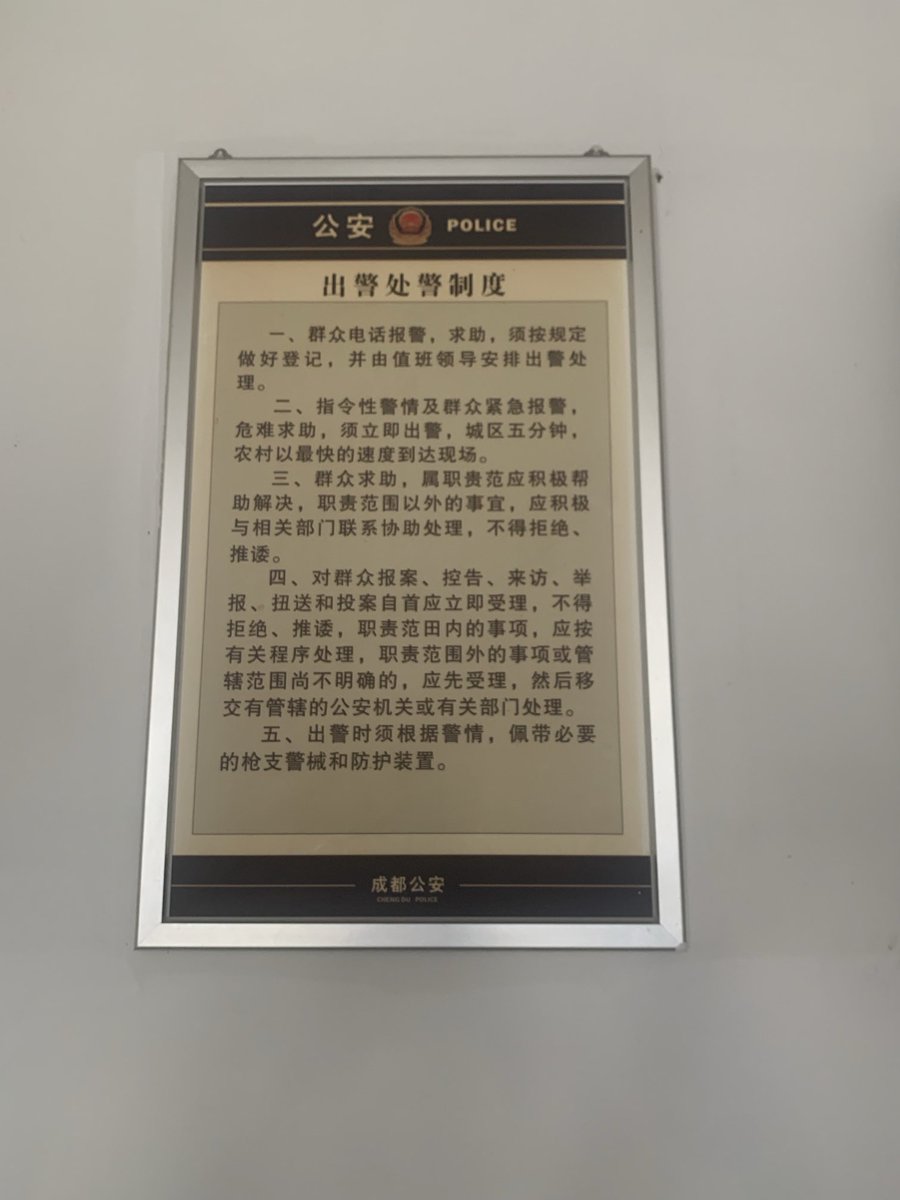 公安 POLICE
出警处警制度
一、群众电话报警，求助，须按规定
做好登记，并由值班领导安排出警处
理。
二、指令性警情及群众紧急报警，
危难求助，须立即出警，城区五分钟，
农村以最快的速度到达现场。
三、群众求助，属职责范应积极帮
助解决，职责范围以外的事宜，应积极
与相关部门联系协助处理，不得拒绝、
推诿。
四、对群众报案、控告、来访、举
报、扭送和投案自首应立即受理，不得
拒绝、推诿，职责范田内的事项，应按
有关程序处理，职责范围外的事项或管
辖范围尚不明确的，应先受理，然后移
交有管辖的公安机关或有关部门处理。
五、出警时须根据警情，佩带必要
的枪支警械和防护装置。
成都公安
CHENG DU POLICE